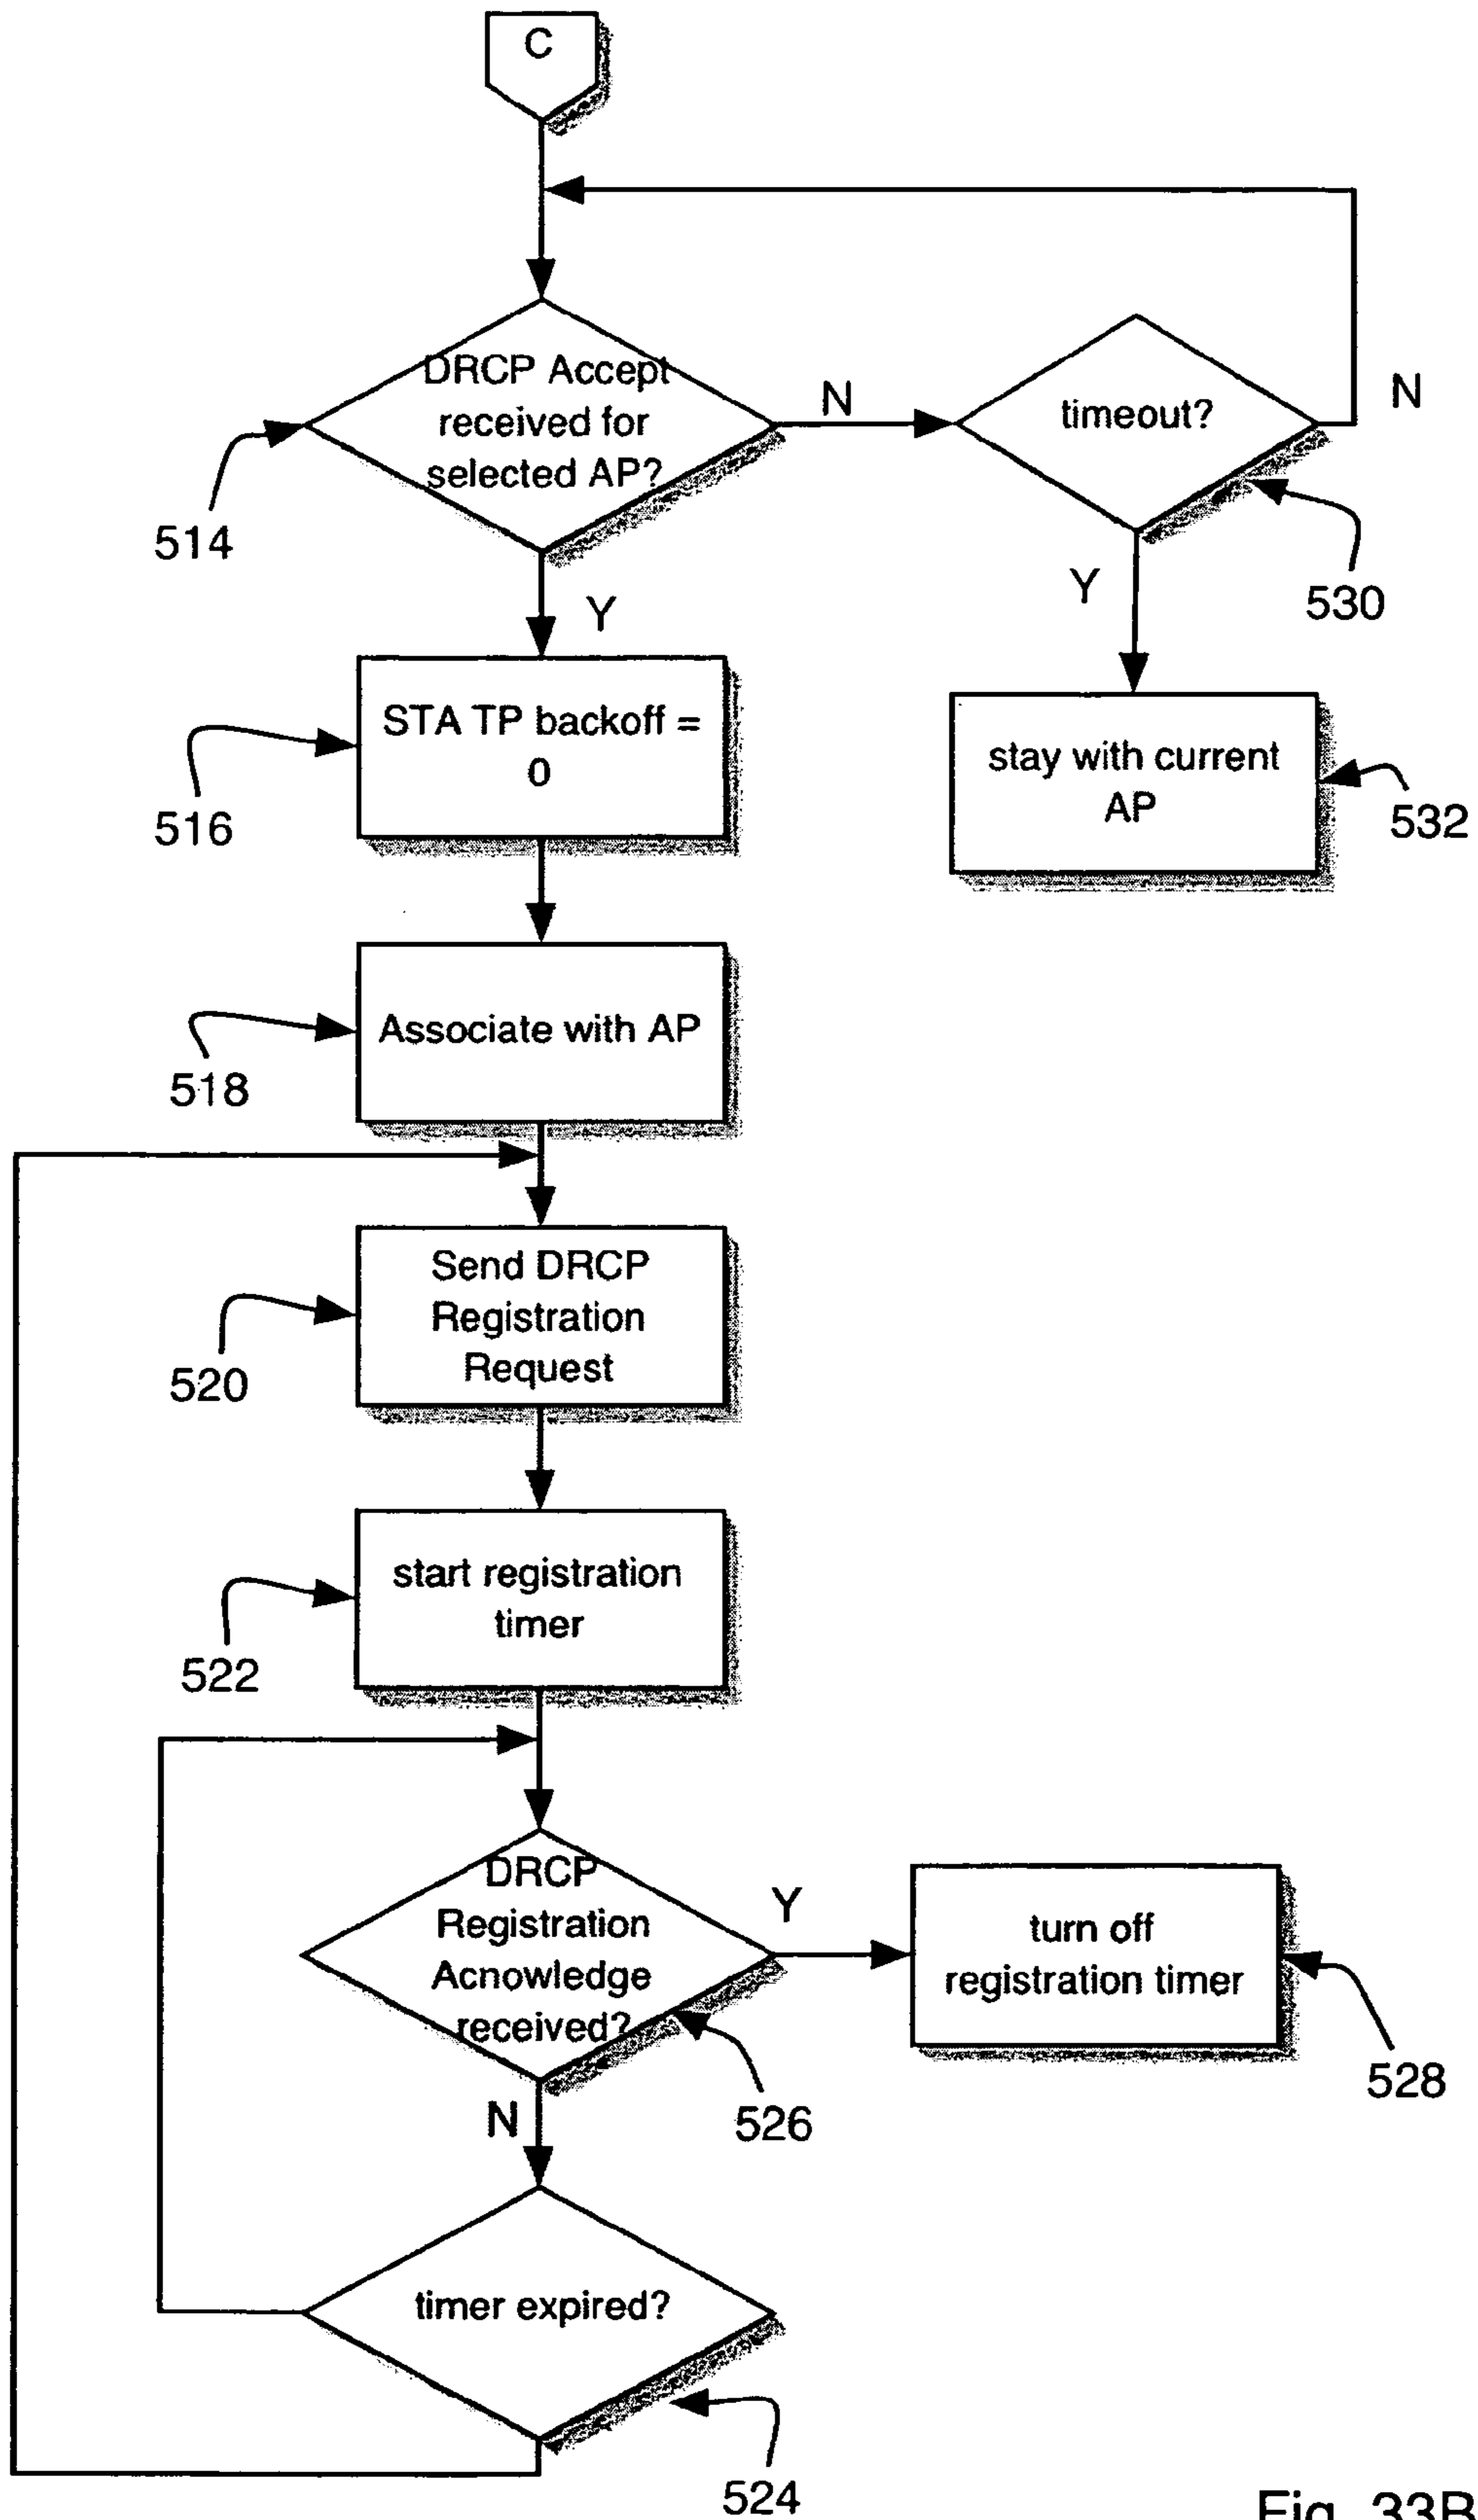 C
DRCP Accept
received for
selected AP?
N
timeout?
N
514
530
Y
Y
STA TP backoff =
0
516
stay with current
AP
532
Associate with AP
518
Send DRCP
Registration
Request
520
start registration
timer
522
DRCP
Registration
Acnowledge
received?
Y
turn off
registration timer
528
526
N
timer expired?
524
Fig. 33B